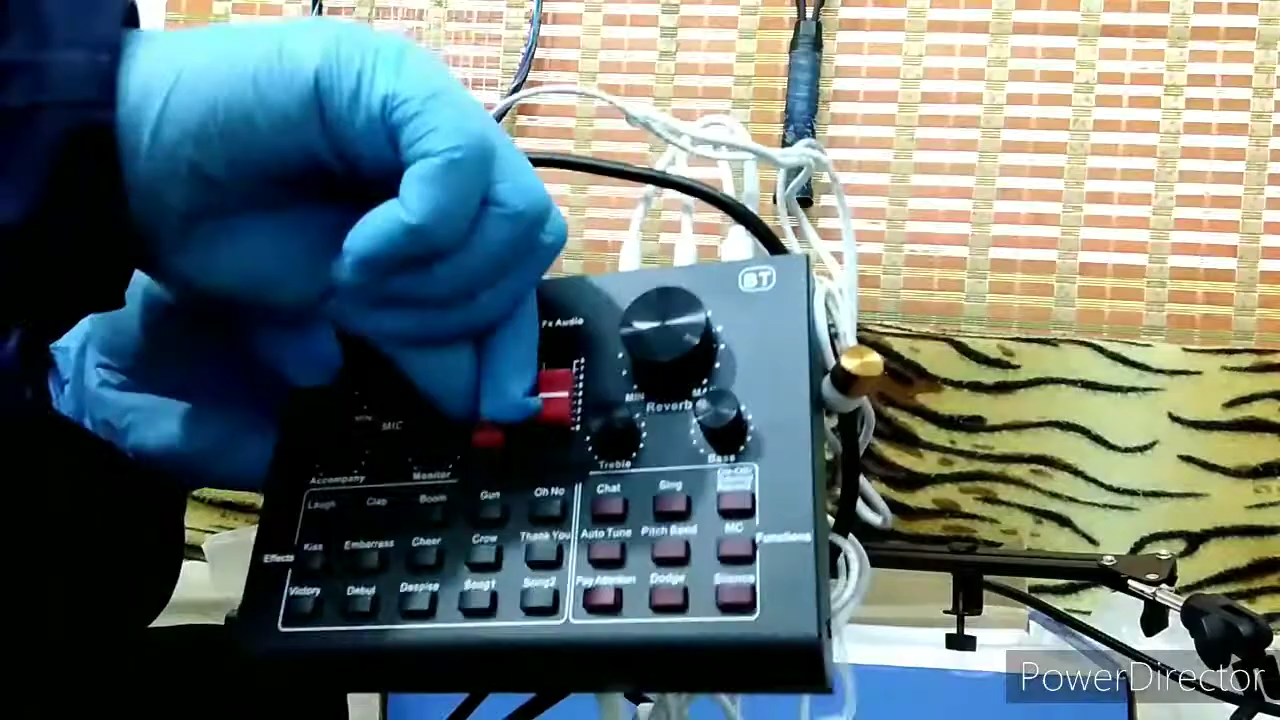 BT
Fx Audio
MIN
Reverb
MIC
Treble
Bass
Accompany
Monitor
Laugh Clap Boom Gun Oh No Chat Sing
Effects Kiss Embarrass Cheer Crow Thank You Auto Tune Pitch Band MC Functions
Victory Debul Despise Song1 Song2 Pay Attention Dodge Silence
PowerDirector